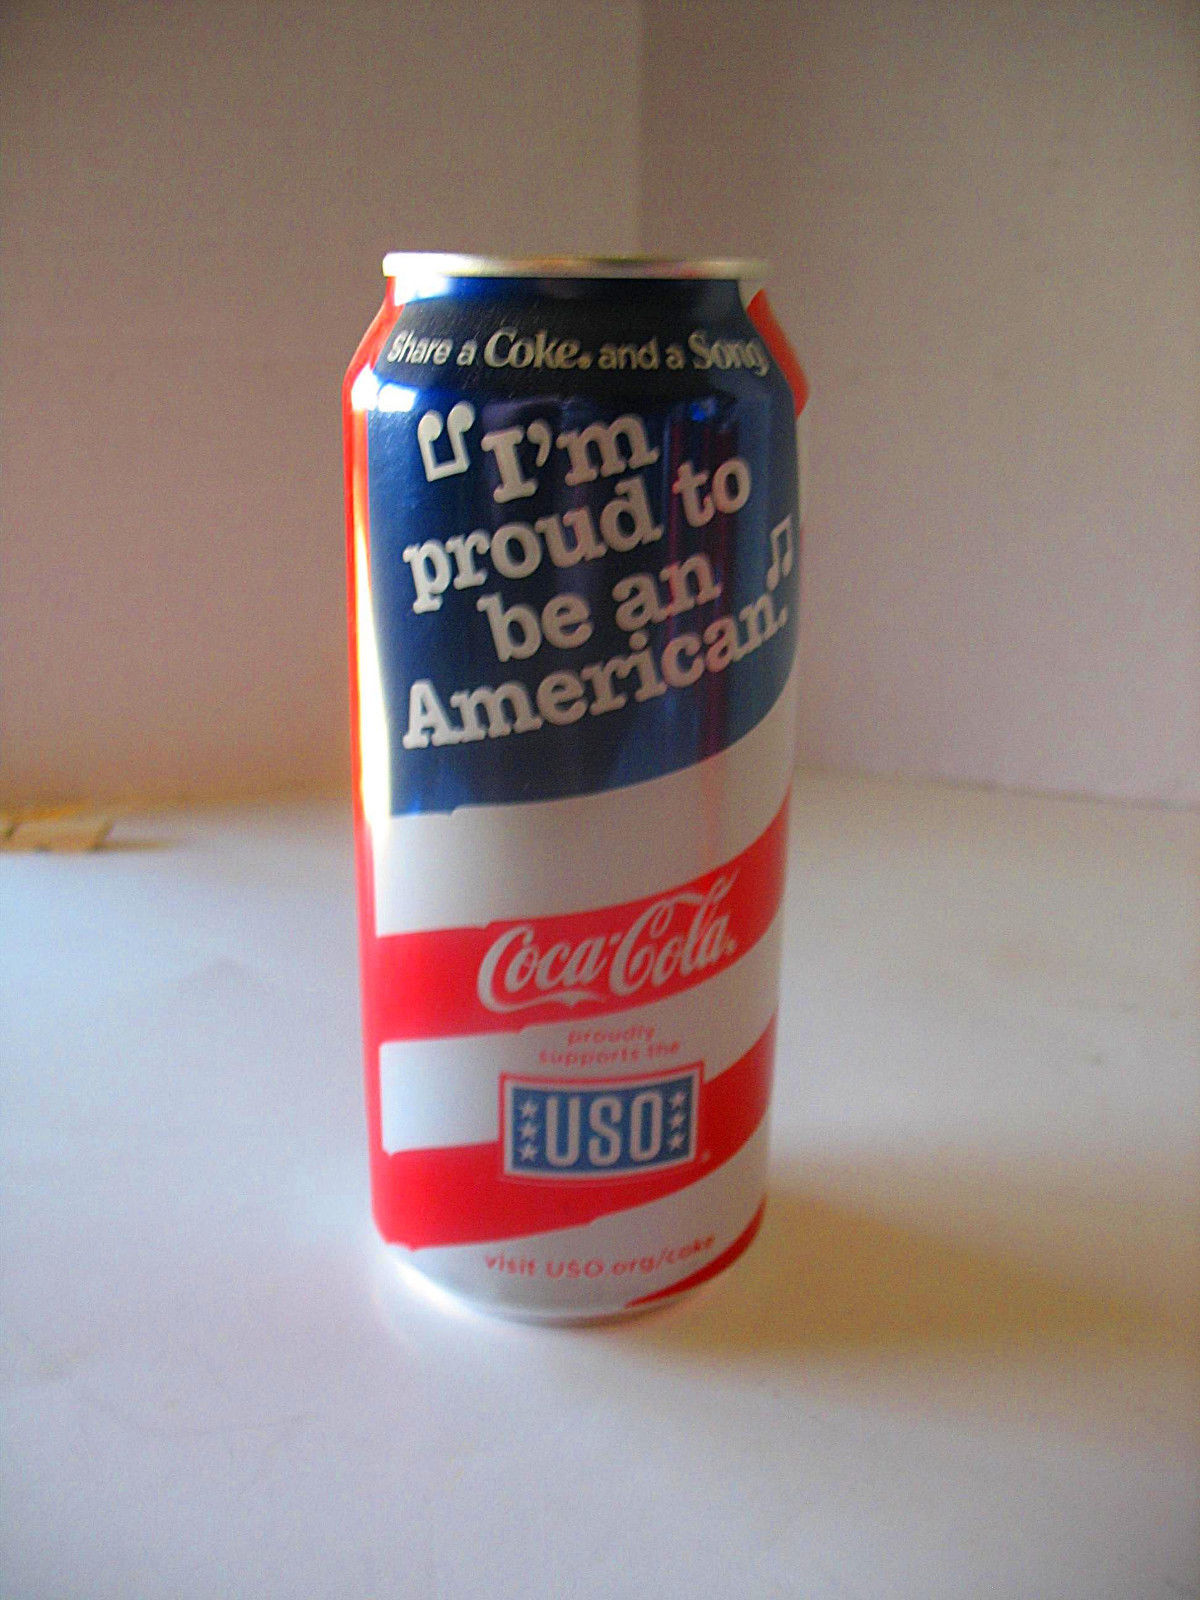 Share a Coke. and a Song
"I'm
proud to
be an
American."
Coca-Cola
proudly
supports the
USO
visit USO.org/coke